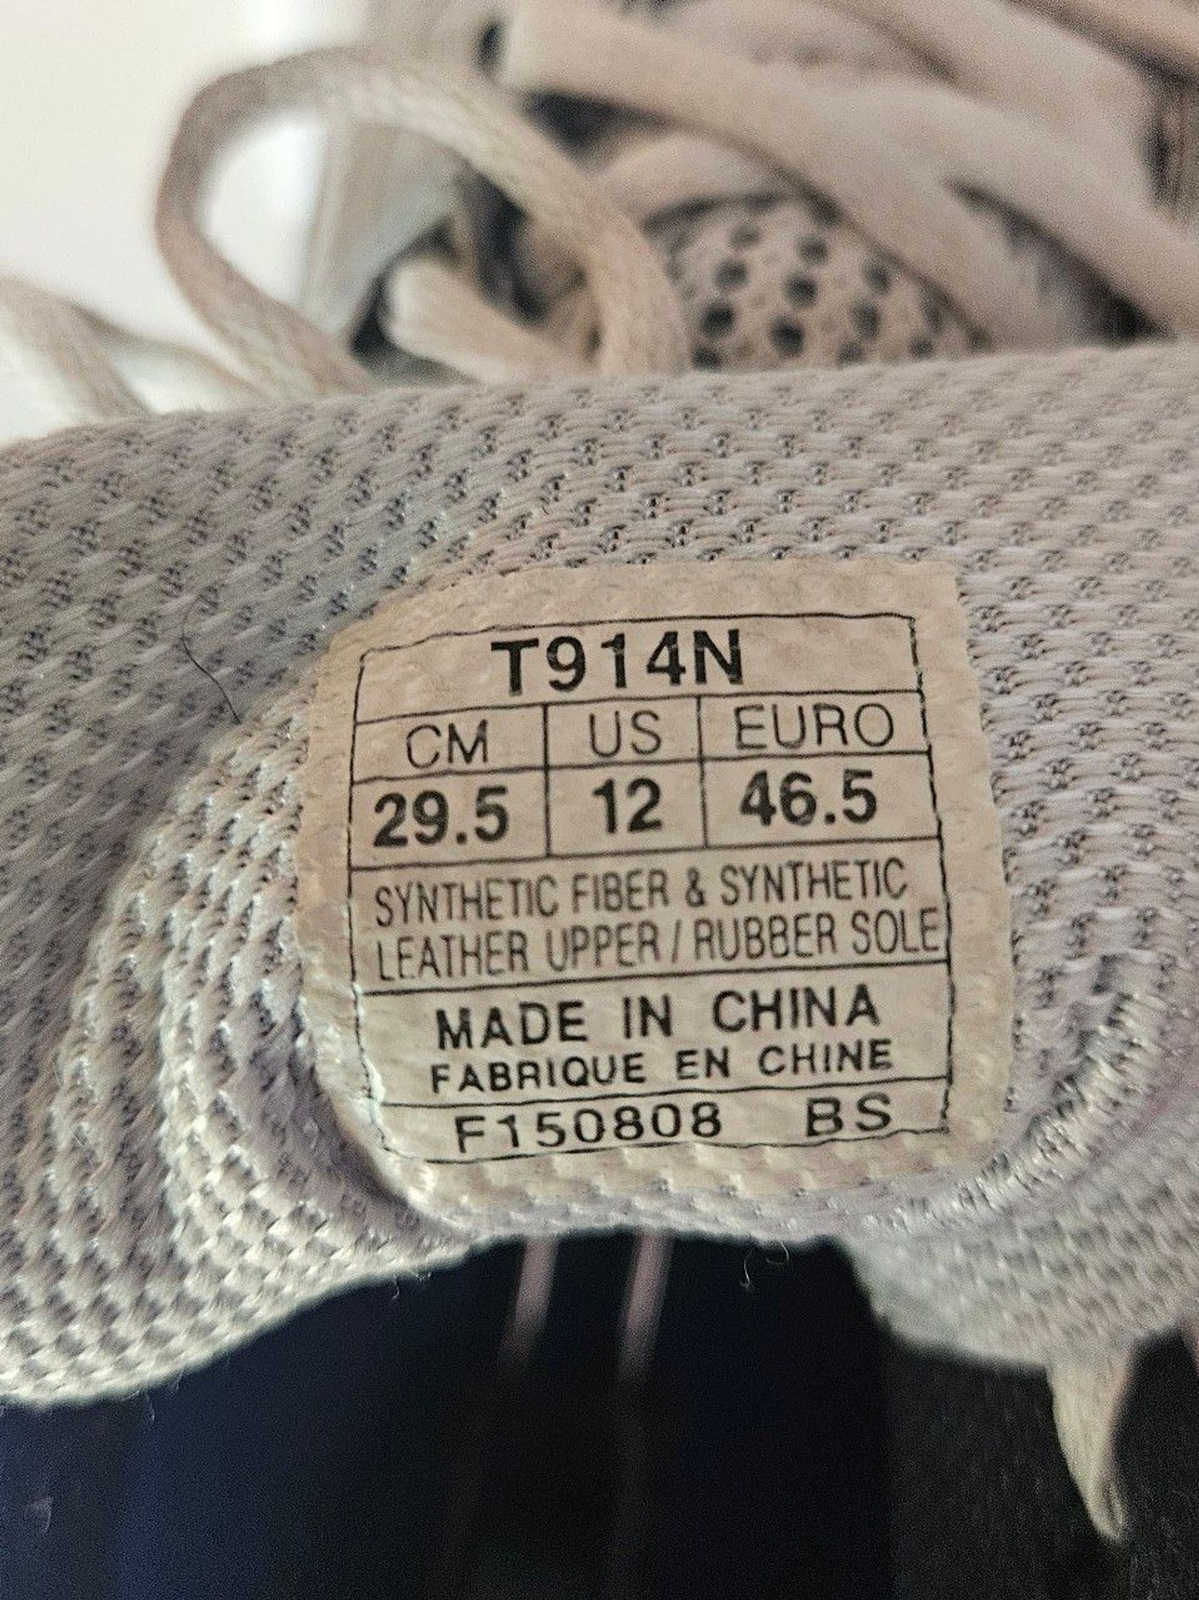 T914N
CM US EURO
29.5 12 46.5
SYNTHETIC FIBER & SYNTHETIC
LEATHER UPPER / RUBBER SOLE
MADE IN CHINA
FABRIQUE EN CHINE
F150808 BS